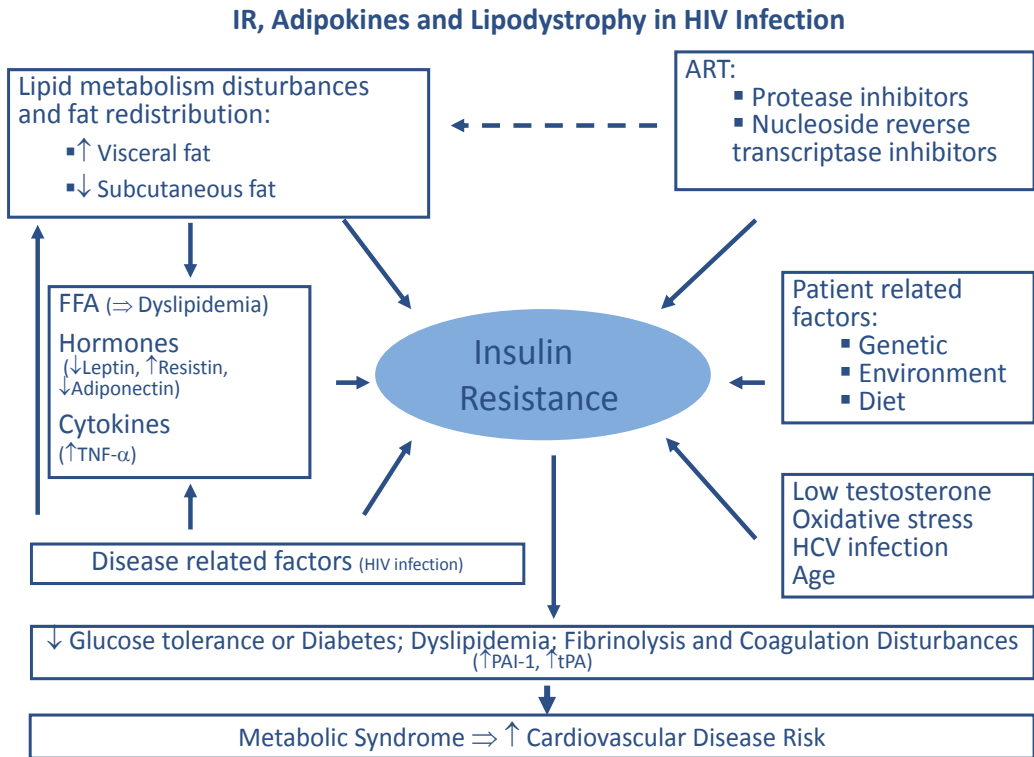 IR, Adipokines and Lipodystrophy in HIV Infection
Lipid metabolism disturbances
and fat redistribution:
▪↑ Visceral fat
▪↓ Subcutaneous fat
ART:
▪ Protease inhibitors
▪ Nucleoside reverse
transcriptase inhibitors
FFA (⇒ Dyslipidemia)
Hormones
(↓Leptin, ↑Resistin,
↓Adiponectin)
Cytokines
(↑TNF-α)
Insulin
Resistance
Patient related
factors:
▪ Genetic
▪ Environment
▪ Diet
Low testosterone
Oxidative stress
HCV infection
Age
Disease related factors (HIV infection)
↓ Glucose tolerance or Diabetes; Dyslipidemia; Fibrinolysis and Coagulation Disturbances
(↑PAI-1, ↑tPA)
Metabolic Syndrome ⇒ ↑ Cardiovascular Disease Risk